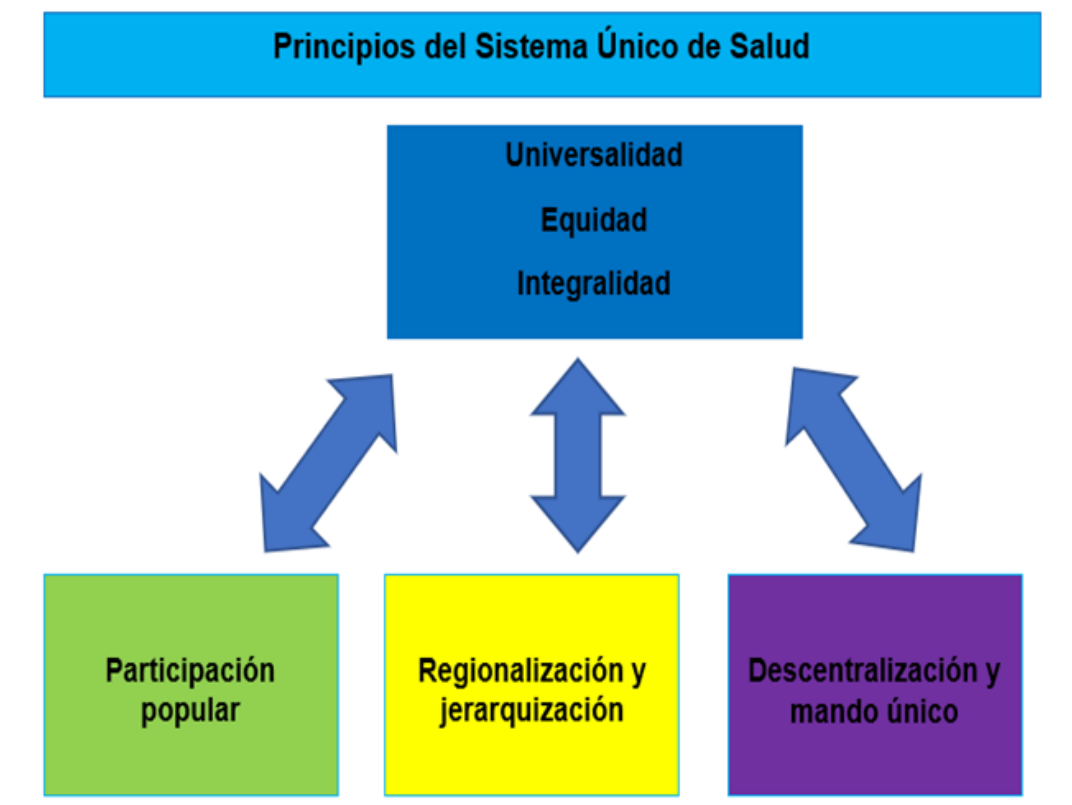 Principios del Sistema Único de Salud
Universalidad
Equidad
Integralidad
Participación
popular
Regionalización y
jerarquización
Descentralización y
mando único